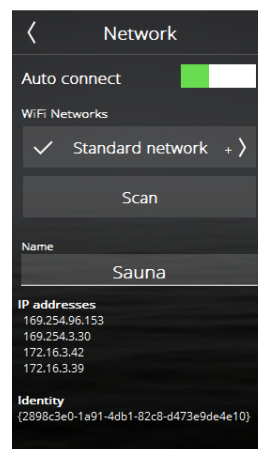 Network
Auto connect
WiFi Networks
Standard network +
Scan
Name
Sauna
IP addresses
169.254.96.153
169.254.3.30
172.16.3.42
172.16.3.39
Identity
{2898c3e0-1a91-4db1-82c8-d473e9de4e10}